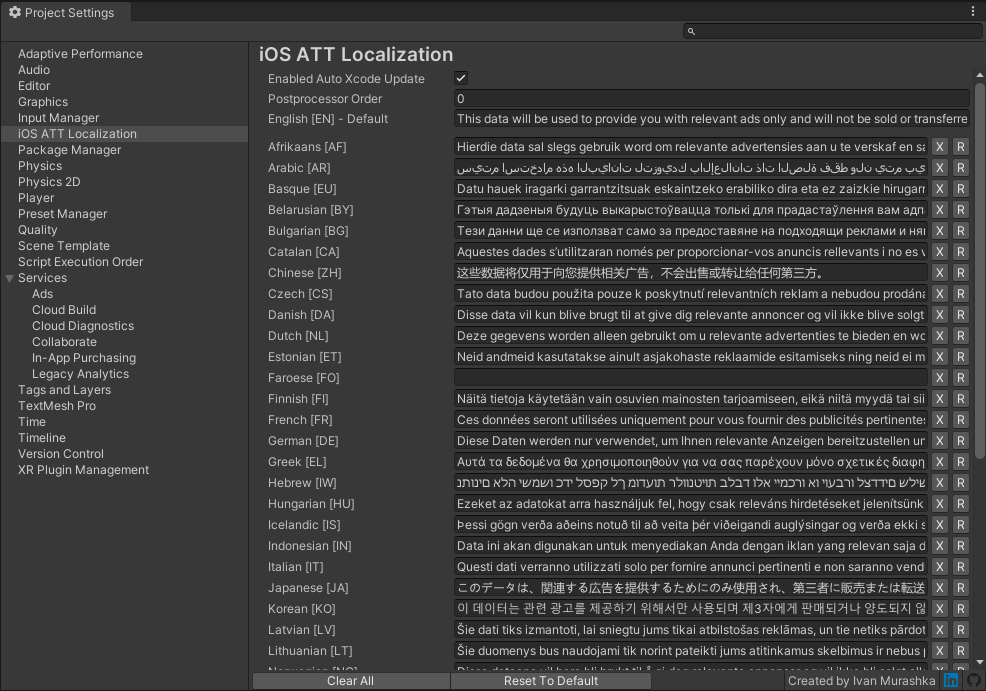 Project Settings
Adaptive Performance
Audio
Editor
Graphics
Input Manager
iOS ATT Localization
Package Manager
Physics
Physics 2D
Player
Preset Manager
Quality
Scene Template
Script Execution Order
Services
Ads
Cloud Build
Cloud Diagnostics
Collaborate
In-App Purchasing
Legacy Analytics
Tags and Layers
TextMesh Pro
Time
Timeline
Version Control
XR Plugin Management
iOS ATT Localization
Enabled Auto Xcode Update
Postprocessor Order 0
English [EN] - Default This data will be used to provide you with relevant ads only and will not be sold or transferre
Afrikaans [AF] Hierdie data sal slegs gebruik word om relevante advertensies aan u te verskaf en sa X R
Arabic [AR] X R
Basque [EU] Datu hauek iragarki garrantzitsuak eskaintzeko erabiliko dira eta ez zaizkie hirugarr X R
Belarusian [BY] Гэтыя дадзеныя будуць выкарыстоўвацца толькі для прадастаўлення вам адп X R
Bulgarian [BG] Тези данни ще се използват само за предоставяне на подходящи реклами и ня X R
Catalan [CA] Aquestes dades s’utilitzaran només per proporcionar-vos anuncis rellevants i no es v X R
Chinese [ZH] 这些数据将仅用于向您提供相关广告，不会出售或转让给任何第三方。 X R
Czech [CS] Tato data budou použita pouze k poskytnutí relevantních reklam a nebudou prodána X R
Danish [DA] Disse data vil kun blive brugt til at give dig relevante annoncer og vil ikke blive solgt X R
Dutch [NL] Deze gegevens worden alleen gebruikt om u relevante advertenties te bieden en wo X R
Estonian [ET] Neid andmeid kasutatakse ainult asjakohaste reklaamide esitamiseks ning neid ei m X R
Faroese [FO] X R
Finnish [FI] Näitä tietoja käytetään vain osuvien mainosten tarjoamiseen, eikä niitä myydä tai sii X R
French [FR] Ces données seront utilisées uniquement pour vous fournir des publicités pertinentes X R
German [DE] Diese Daten werden nur verwendet, um Ihnen relevante Anzeigen bereitzustellen un X R
Greek [EL] Αυτά τα δεδομένα θα χρησιμοποιηθούν για να σας παρέχουν μόνο σχετικές διαφη X R
Hebrew [IW] X R
Hungarian [HU] Ezeket az adatokat arra használjuk fel, hogy csak releváns hirdetéseket jelenítsünk X R
Icelandic [IS] Þessi gögn verða aðeins notuð til að veita þér viðeigandi auglýsingar og verða ekki s X R
Indonesian [IN] Data ini akan digunakan untuk menyediakan Anda dengan iklan yang relevan saja d X R
Italian [IT] Questi dati verranno utilizzati solo per fornire annunci pertinenti e non saranno vend X R
Japanese [JA] このデータは、関連する広告を提供するためにのみ使用され、第三者に販売または転送 X R
Korean [KO] 이 데이터는 관련 광고를 제공하기 위해서만 사용되며 제3자에게 판매되거나 양도되지 않 X R
Latvian [LV] Šie dati tiks izmantoti, lai sniegtu jums tikai atbilstošas reklāmas, un tie netiks pārdot X R
Lithuanian [LT] Šie duomenys bus naudojami tik norint pateikti jums atitinkamus skelbimus ir nebus X R
Clear All
Reset To Default
Created by Ivan Murashka